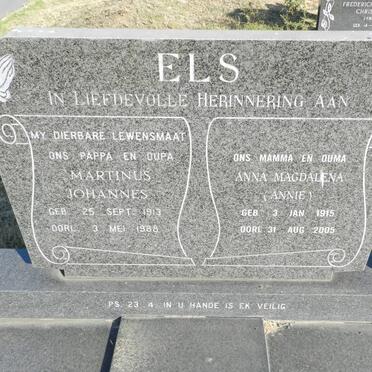 ELS
IN LIEFDEVOLLE HERINNERING AAN
MY DIERBARE LEWENSMAAT
ONS PAPPA EN OUPA
MARTINUS
JOHANNES
GEB. 25 SEPT. 1913
OORL. 3 MEI 1988
ONS MAMMA EN OUMA
ANNA MAGDALENA
(ANNIE)
GEB 3 JAN 1915
OORL 31 AUG 2005
PS. 23 . 4. IN U HANDE IS EK VEILIG
FREDERICH